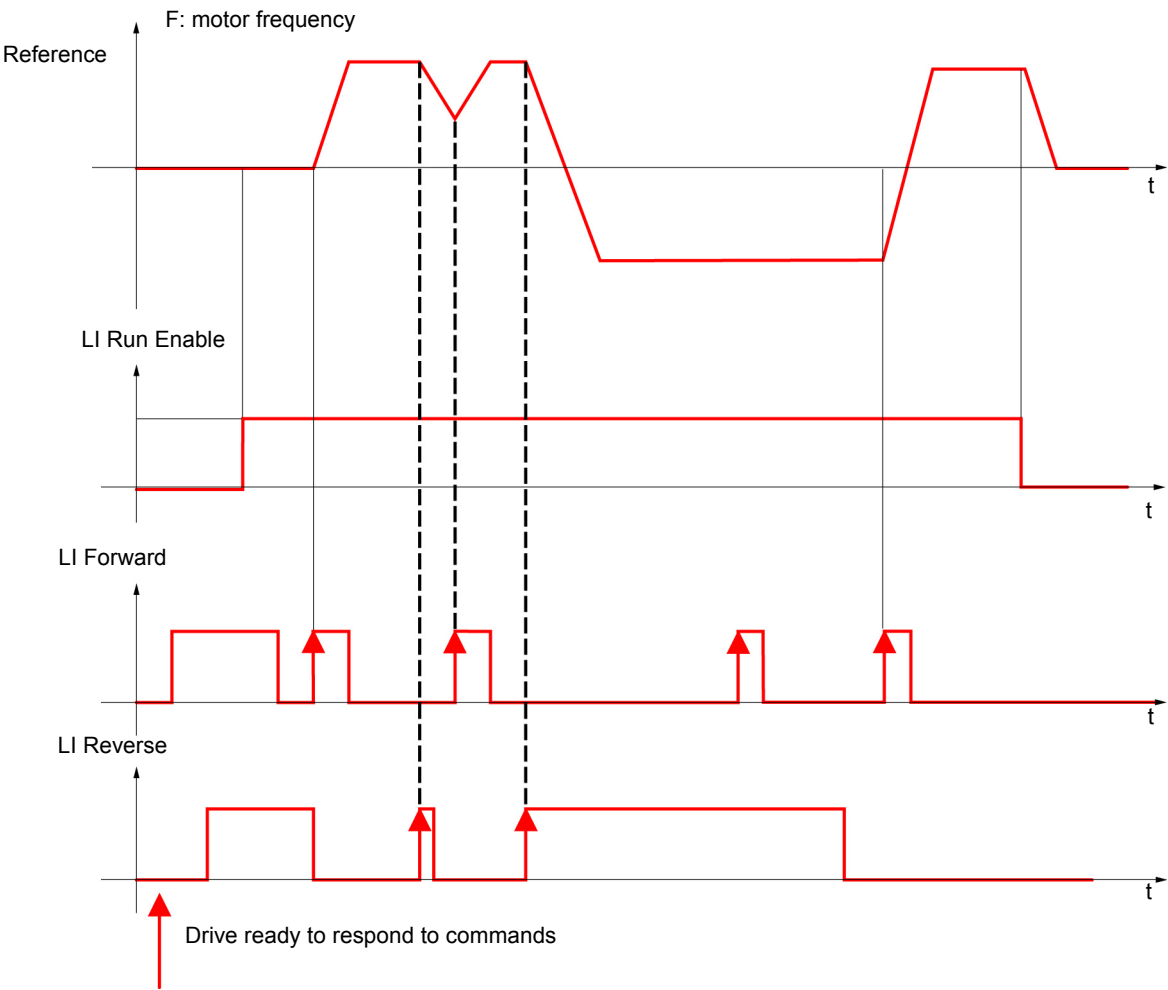 F: motor frequency
Reference
t
LI Run Enable
t
LI Forward
t
LI Reverse
t
Drive ready to respond to commands